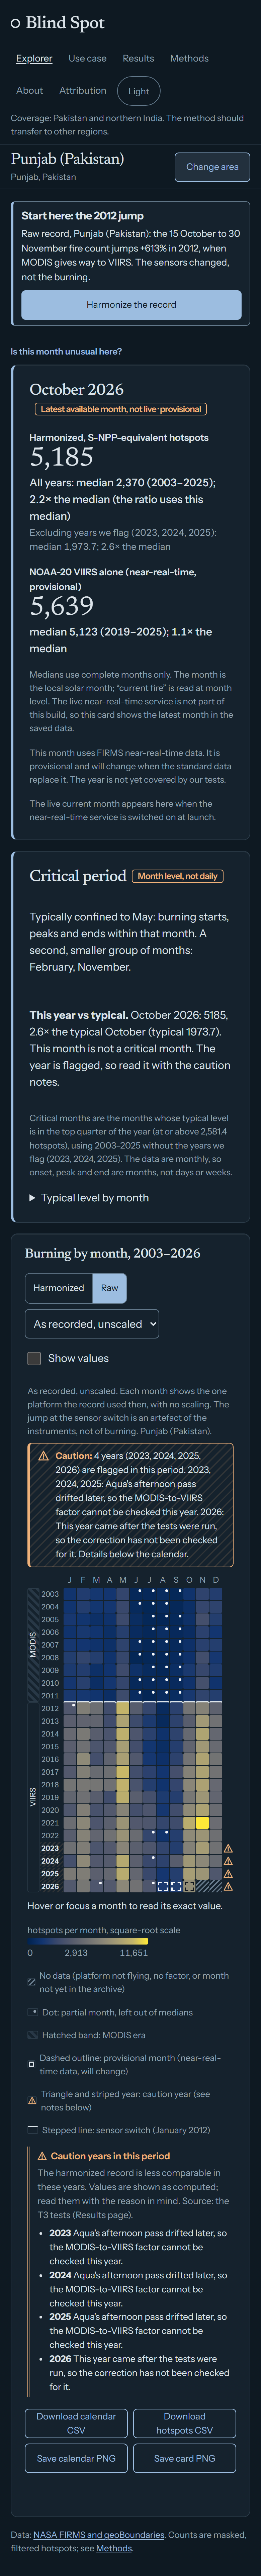 Blind Spot
Explorer Use case Results Methods
About Attribution Light
Coverage: Pakistan and northern India. The method should
transfer to other regions.
Punjab (Pakistan)
Punjab, Pakistan
Change area
Start here: the 2012 jump
Raw record, Punjab (Pakistan): the 15 October to 30
November fire count jumps +613% in 2012, when
MODIS gives way to VIIRS. The sensors changed,
not the burning.
Harmonize the record
Is this month unusual here?
October 2026
Latest available month, not live · provisional
Harmonized, S-NPP-equivalent hotspots
5,185
All years: median 2,370 (2003–2025);
2.2× the median (the ratio uses this
median)
Excluding years we flag (2023, 2024, 2025):
median 1,973.7; 2.6× the median
NOAA-20 VIIRS alone (near-real-time,
provisional)
5,639
median 5,123 (2019–2025); 1.1× the
median
Medians use complete months only. The month is
the local solar month; “current fire” is read at month
level. The live near-real-time service is not part of
this build, so this card shows the latest month in the
saved data.
This month uses FIRMS near-real-time data. It is
provisional and will change when the standard data
replace it. The year is not yet covered by our tests.
The live current month appears here when the
near-real-time service is switched on at launch.
Critical period
Month level, not daily
Typically confined to May: burning starts,
peaks and ends within that month. A
second, smaller group of months:
February, November.
This year vs typical. October 2026: 5185,
2.6× the typical October (typical 1973.7).
This month is not a critical month. The
year is flagged, so read it with the caution
notes.
Critical months are the months whose typical level
is in the top quarter of the year (at or above 2,581.4
hotspots), using 2003–2025 without the years we
flag (2023, 2024, 2025). The data are monthly, so
onset, peak and end are months, not days or weeks.
Typical level by month
Burning by month, 2003–2026
Harmonized Raw
As recorded, unscaled
Show values
As recorded, unscaled. Each month shows the one
platform the record used then, with no scaling. The
jump at the sensor switch is an artefact of the
instruments, not of burning. Punjab (Pakistan).
Caution: 4 years (2023, 2024, 2025,
2026) are flagged in this period. 2023,
2024, 2025: Aqua's afternoon pass
drifted later, so the MODIS-to-VIIRS
factor cannot be checked that year. 2026:
This year came after the tests were run,
so the correction has not been checked
for it. Details below the calendar.
J F M A M J J A S O N D
MODIS
VIIRS
2003
2004
2005
2006
2007
2008
2009
2010
2011
2012
2013
2014
2015
2016
2017
2018
2019
2020
2021
2022
2023
2024
2025
2026
Hover or focus a month to read its exact value.
hotspots per month, square-root scale
0 2,913 11,651
No data (platform not flying, no factor, or month
not yet in the archive)
Dot: partial month, left out of medians
Hatched band: MODIS era
Dashed outline: provisional month (near-real-
time data, will change)
Triangle and striped year: caution year (see
notes below)
Stepped line: sensor switch (January 2012)
Caution years in this period
The harmonized record is less comparable in
these years. Values are shown as computed;
read them with the reason in mind. Source: the
T3 tests (Results page).
2023 Aqua's afternoon pass drifted later, so
the MODIS-to-VIIRS factor cannot be
checked this year.
2024 Aqua's afternoon pass drifted later, so
the MODIS-to-VIIRS factor cannot be
checked this year.
2025 Aqua's afternoon pass drifted later, so
the MODIS-to-VIIRS factor cannot be
checked this year.
2026 This year came after the tests were
run, so the correction has not been checked
for it.
Download calendar
CSV
Download
hotspots CSV
Save calendar PNG
Save card PNG
Data: NASA FIRMS and geoBoundaries. Counts are masked,
filtered hotspots; see Methods.